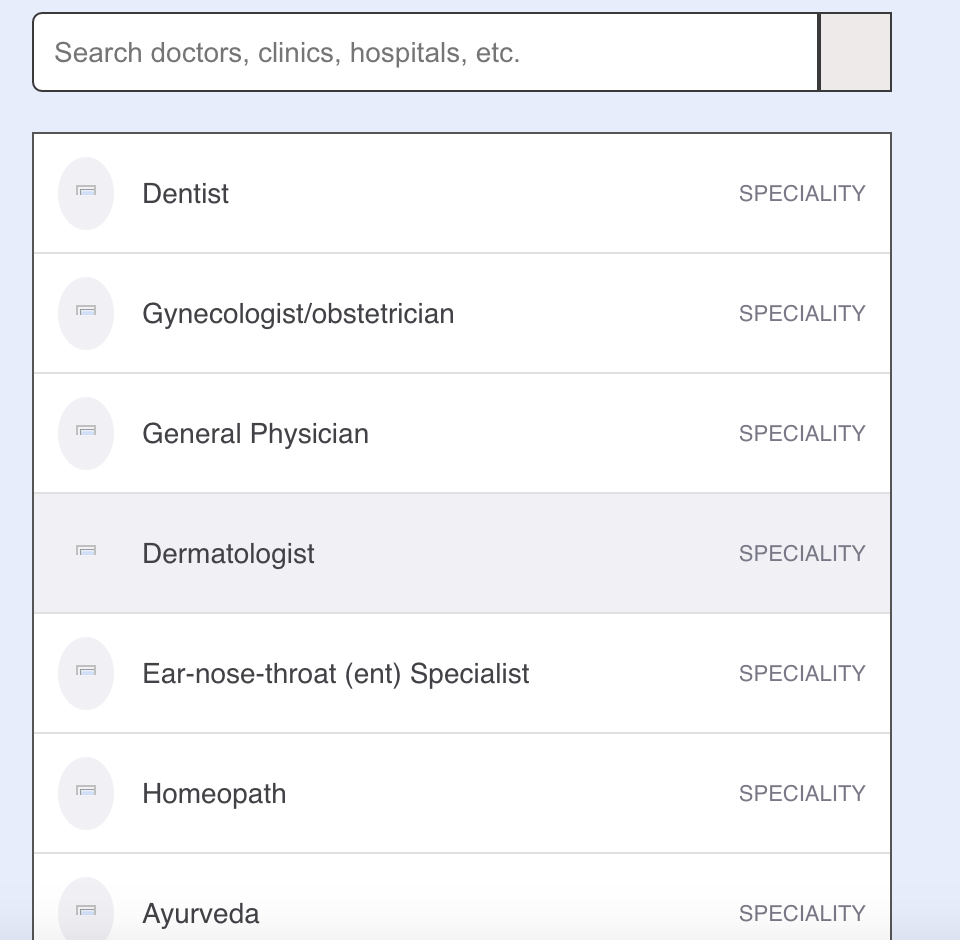 Search doctors, clinics, hospitals, etc.
Dentist SPECIALITY
Gynecologist/obstetrician SPECIALITY
General Physician SPECIALITY
Dermatologist SPECIALITY
Ear-nose-throat (ent) Specialist SPECIALITY
Homeopath SPECIALITY
Ayurveda SPECIALITY